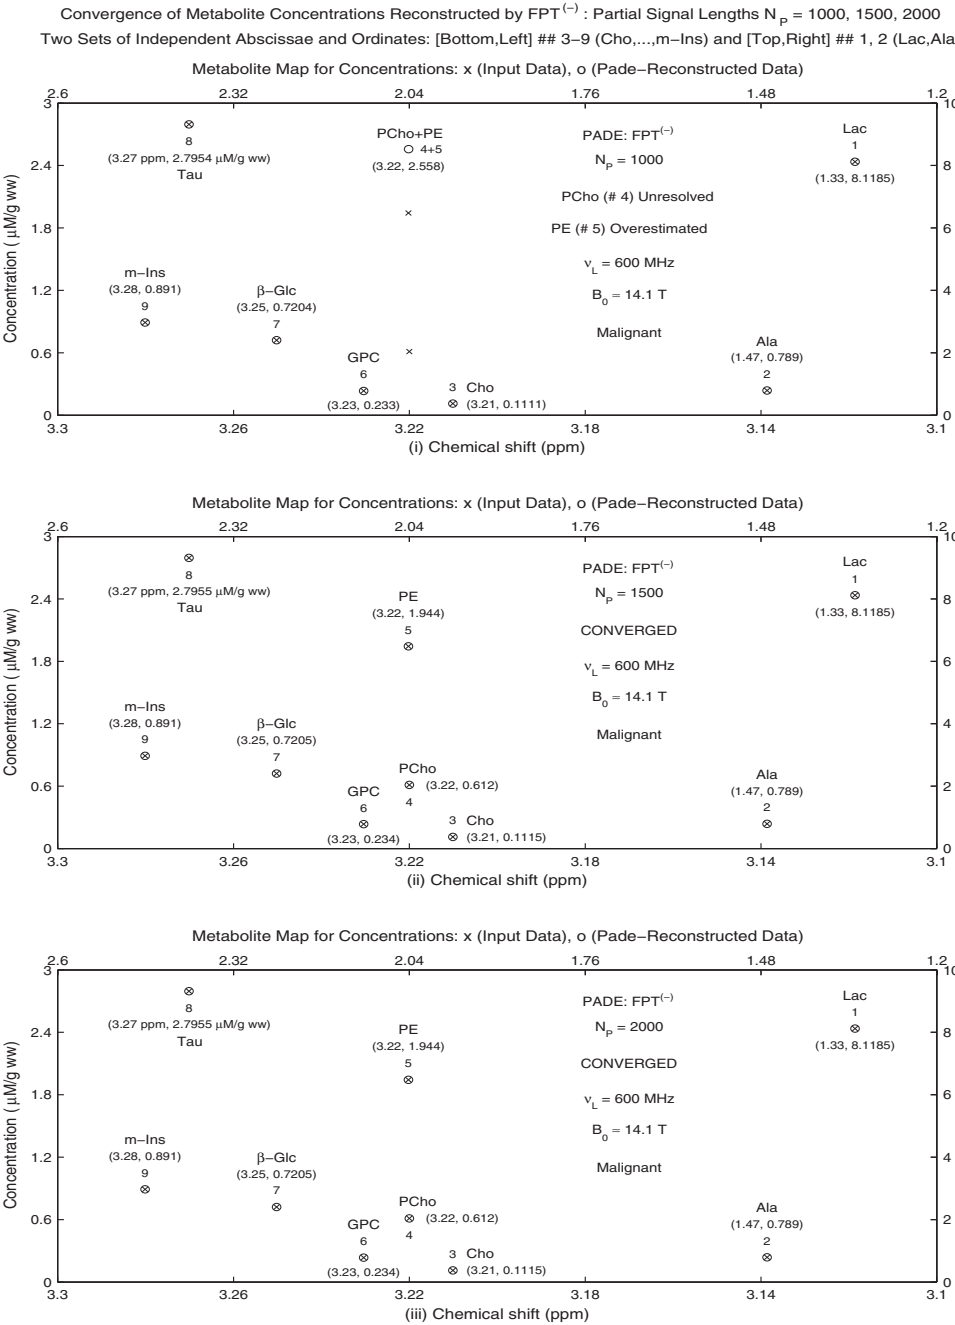 Convergence of Metabolite Concentrations Reconstructed by FPT(−) : Partial Signal Lengths NP = 1000, 1500, 2000
Two Sets of Independent Abscissae and Ordinates: [Bottom,Left] ## 3−9 (Cho,...,m−Ins) and [Top,Right] ## 1, 2 (Lac,Ala
Metabolite Map for Concentrations: x (Input Data), o (Pade−Reconstructed Data)
2.6 2.32 2.04 1.76 1.48 1.2
3 2.4 1.8 1.2 0.6 0
10 8 6 4 2 0
Concentration ( μM/g ww)
8
(3.27 ppm, 2.7954 μM/g ww)
Tau
PCho+PE
4+5
(3.22, 2.558)
PADE: FPT(−)
NP = 1000
PCho (# 4) Unresolved
PE (# 5) Overestimated
νL = 600 MHz
B0 = 14.1 T
Malignant
Lac
1
(1.33, 8.1185)
m−Ins
(3.28, 0.891)
9
β−Glc
(3.25, 0.7204)
7
GPC
6
(3.23, 0.233)
3 Cho
(3.21, 0.1111)
Ala
(1.47, 0.789)
2
3.3 3.26 3.22 3.18 3.14 3.1
(i) Chemical shift (ppm)
Metabolite Map for Concentrations: x (Input Data), o (Pade−Reconstructed Data)
2.6 2.32 2.04 1.76 1.48 1.2
3 2.4 1.8 1.2 0.6 0
10 8 6 4 2 0
Concentration ( μM/g ww)
8
(3.27 ppm, 2.7955 μM/g ww)
Tau
PE
(3.22, 1.944)
5
PADE: FPT(−)
NP = 1500
CONVERGED
νL = 600 MHz
B0 = 14.1 T
Malignant
Lac
1
(1.33, 8.1185)
m−Ins
(3.28, 0.891)
9
β−Glc
(3.25, 0.7205)
7
GPC
6
(3.23, 0.234)
PCho
(3.22, 0.612)
4
3 Cho
(3.21, 0.1115)
Ala
(1.47, 0.789)
2
3.3 3.26 3.22 3.18 3.14 3.1
(ii) Chemical shift (ppm)
Metabolite Map for Concentrations: x (Input Data), o (Pade−Reconstructed Data)
2.6 2.32 2.04 1.76 1.48 1.2
3 2.4 1.8 1.2 0.6 0
10 8 6 4 2 0
Concentration ( μM/g ww)
8
(3.27 ppm, 2.7955 μM/g ww)
Tau
PE
(3.22, 1.944)
5
PADE: FPT(−)
NP = 2000
CONVERGED
νL = 600 MHz
B0 = 14.1 T
Malignant
Lac
1
(1.33, 8.1185)
m−Ins
(3.28, 0.891)
9
β−Glc
(3.25, 0.7205)
7
GPC
6
(3.23, 0.234)
PCho
(3.22, 0.612)
4
3 Cho
(3.21, 0.1115)
Ala
(1.47, 0.789)
2
3.3 3.26 3.22 3.18 3.14 3.1
(iii) Chemical shift (ppm)